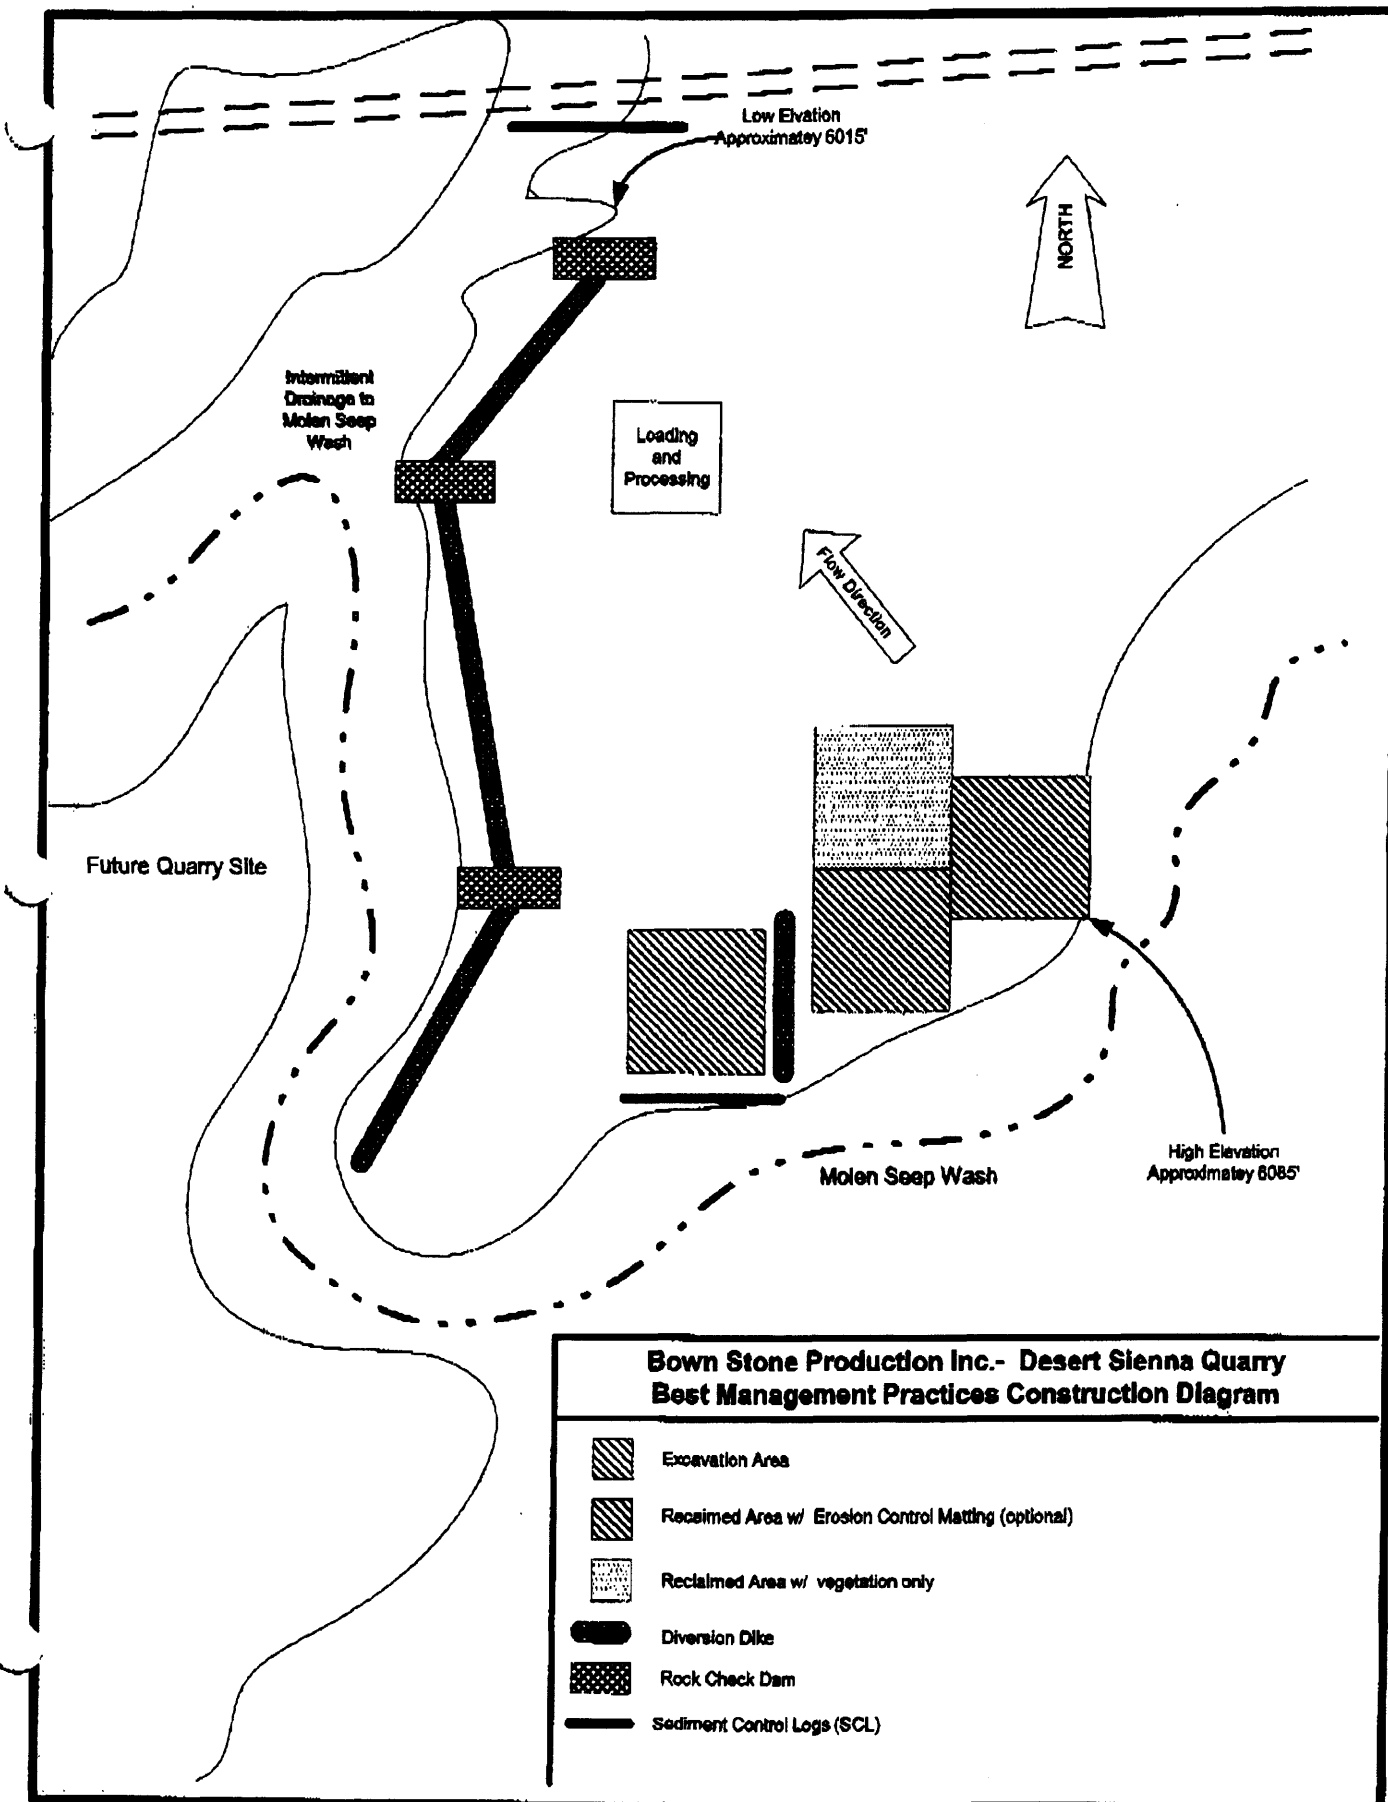 Low Elvation
Approximatey 6015'
NORTH
Intermittent
Drainage to
Molen Seep
Wash
Loading
and
Processing
Flow Direction
Future Quarry Site
High Elevation
Approximatey 6085'
Molen Seep Wash
Bown Stone Production Inc.- Desert Sienna Quarry
Best Management Practices Construction Diagram
Excavation Area
Recaimed Area w/ Erosion Control Matting (optional)
Reclaimed Area w/ vegetation only
Diversion Dike
Rock Check Dam
Sediment Control Logs (SCL)